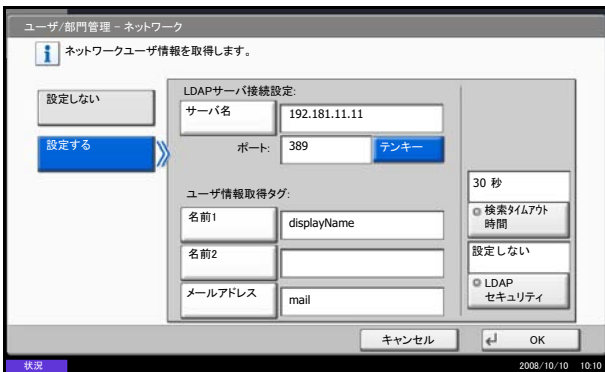 ユーザ/部門管理 - ネットワーク
ネットワークユーザ情報を取得します。
設定しない
設定する
LDAPサーバ接続設定:
サーバ名
192.181.11.11
ポート:
389
テンキー
ユーザ情報取得タグ:
名前1
displayName
名前2
メールアドレス
mail
30 秒
検索タイムアウト
時間
設定しない
LDAP
セキュリティ
キャンセル
OK
状況
2008/10/10 10:10